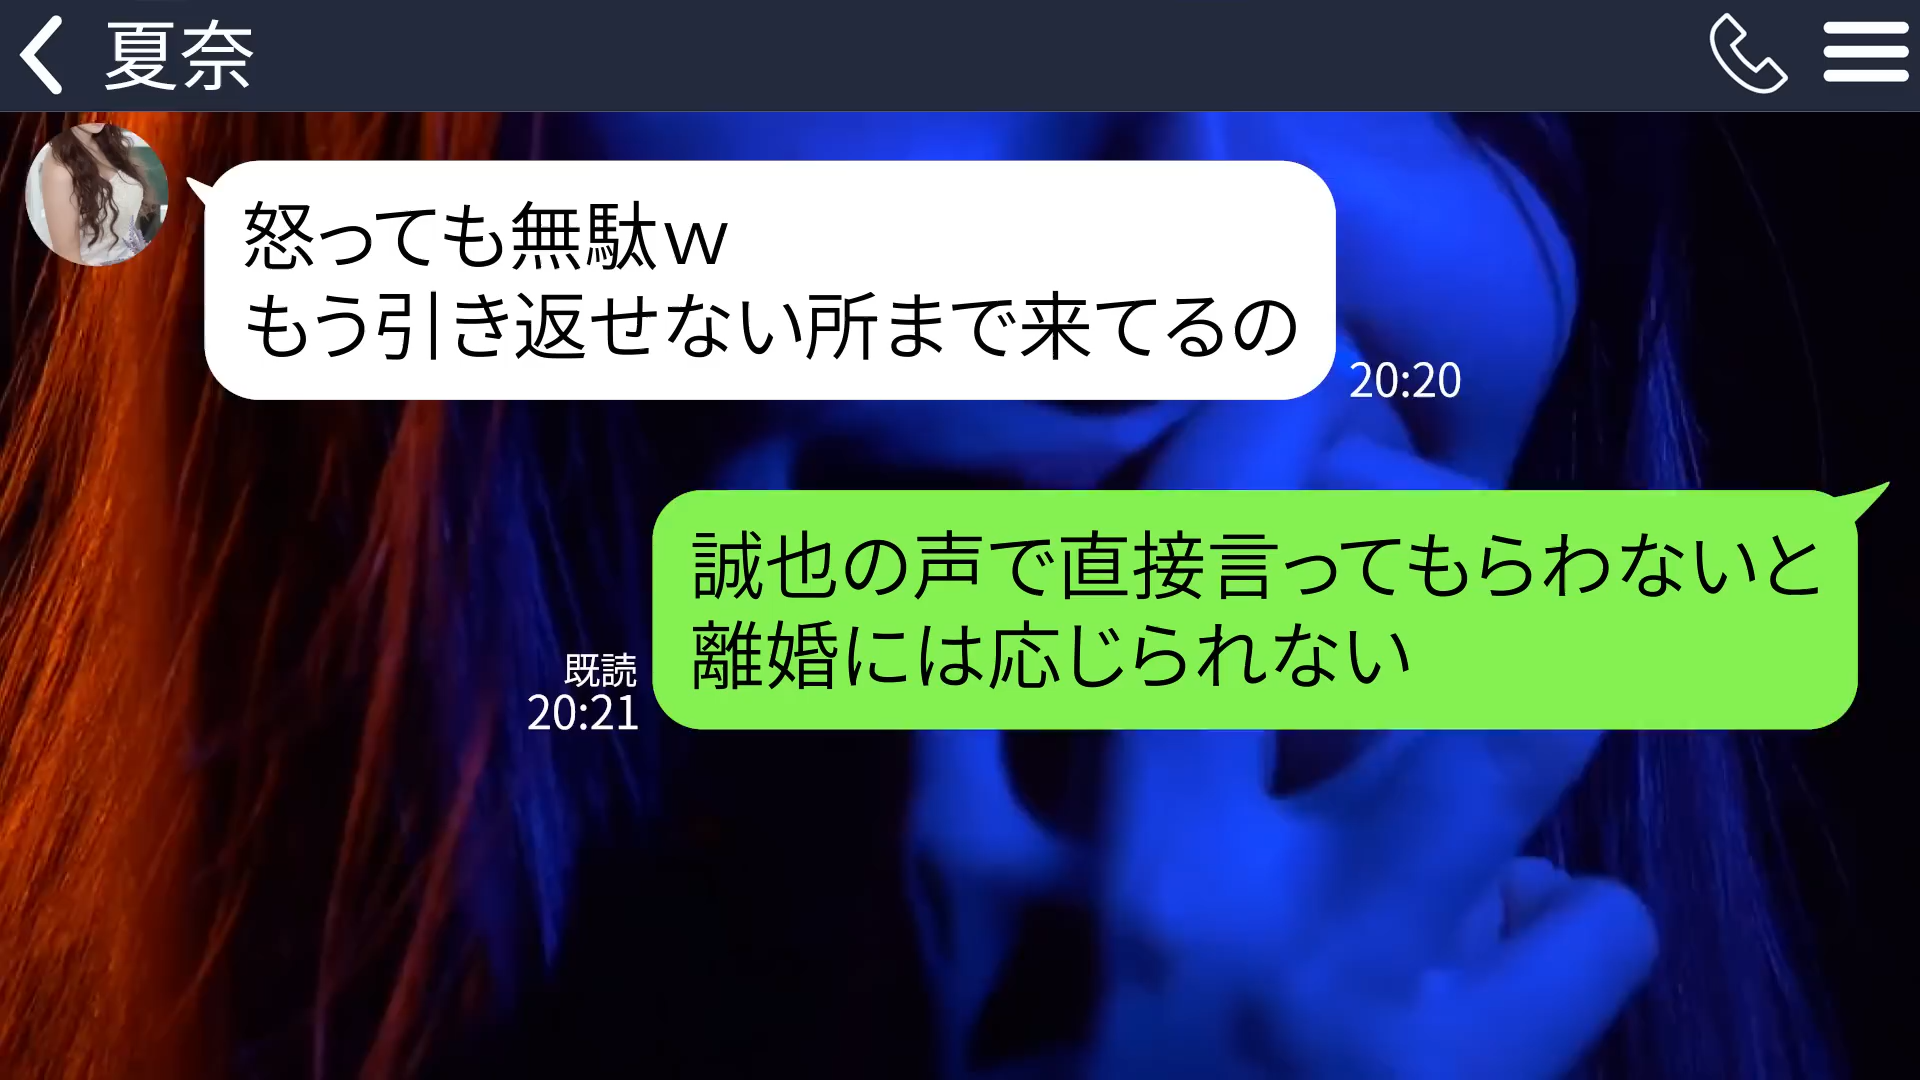 夏奈
怒っても無駄ｗ
もう引き返せない所まで来てるの
20:20
誠也の声で直接言ってもらわないと
離婚には応じられない
既読
20:21